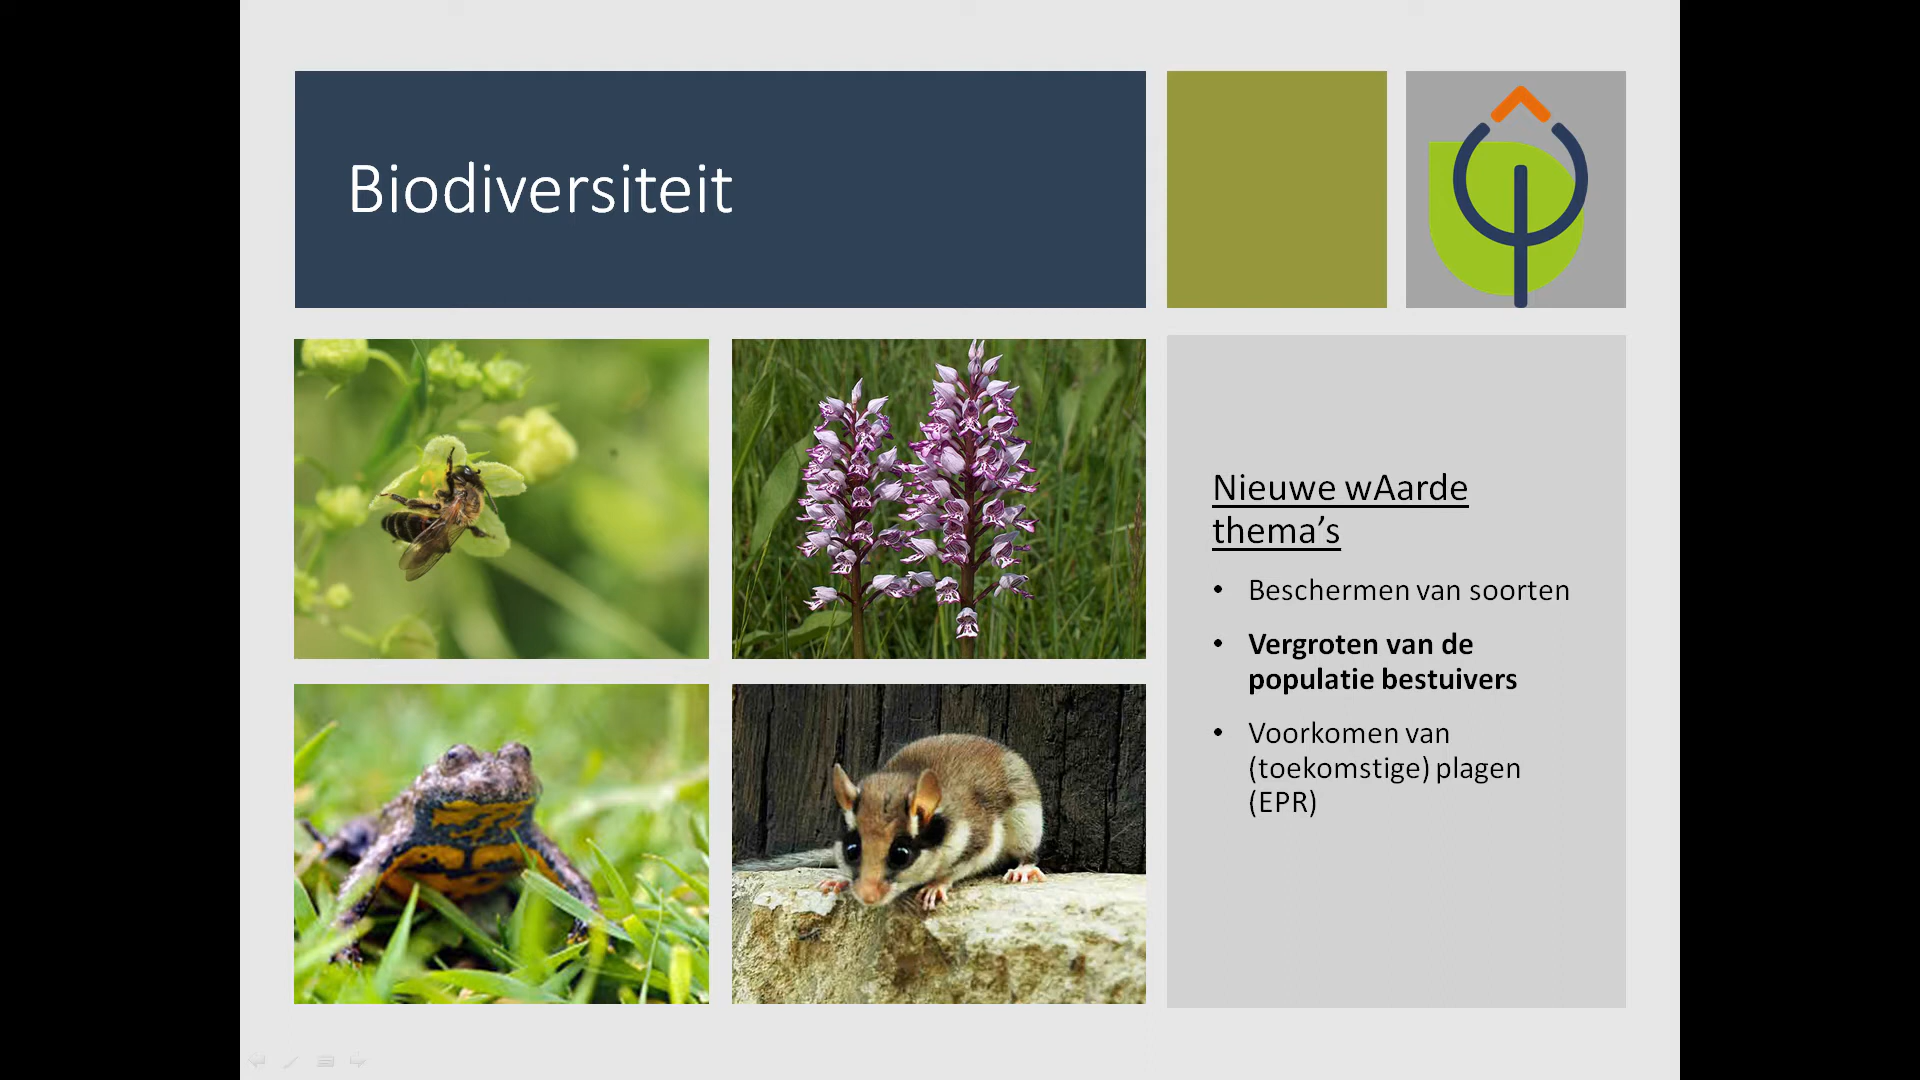 Biodiversiteit
Nieuwe wAarde
thema’s
• Beschermen van soorten
• Vergroten van de
populatie bestuivers
• Voorkomen van
(toekomstige) plagen
(EPR)